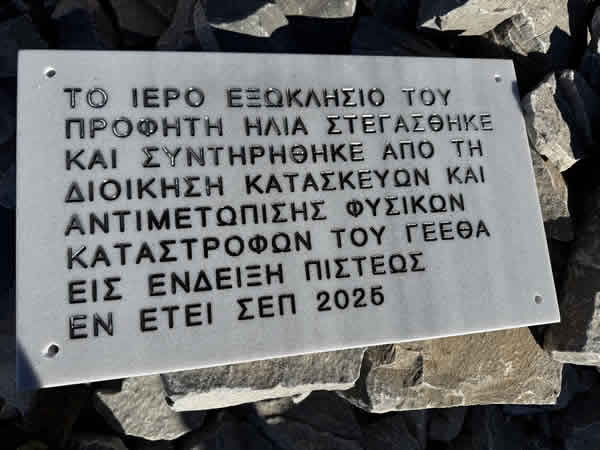 ΤΟ ΙΕΡΟ ΕΞΩΚΛΗΣΙΟ ΤΟΥ
ΠΡΟΦΗΤΗ ΗΛΙΑ ΣΤΕΓΑΣΘΗΚΕ
ΚΑΙ ΣΥΝΤΗΡΗΘΗΚΕ ΑΠΟ ΤΗ
ΔΙΟΙΚΗΣΗ ΚΑΤΑΣΚΕΥΩΝ ΚΑΙ
ΑΝΤΙΜΕΤΩΠΙΣΗΣ ΦΥΣΙΚΩΝ
ΚΑΤΑΣΤΡΟΦΩΝ ΤΟΥ ΓΕΕΘΑ
ΕΙΣ ΕΝΔΕΙΞΗ ΠΙΣΤΕΩΣ
ΕΝ ΕΤΕΙ ΣΕΠ 2025